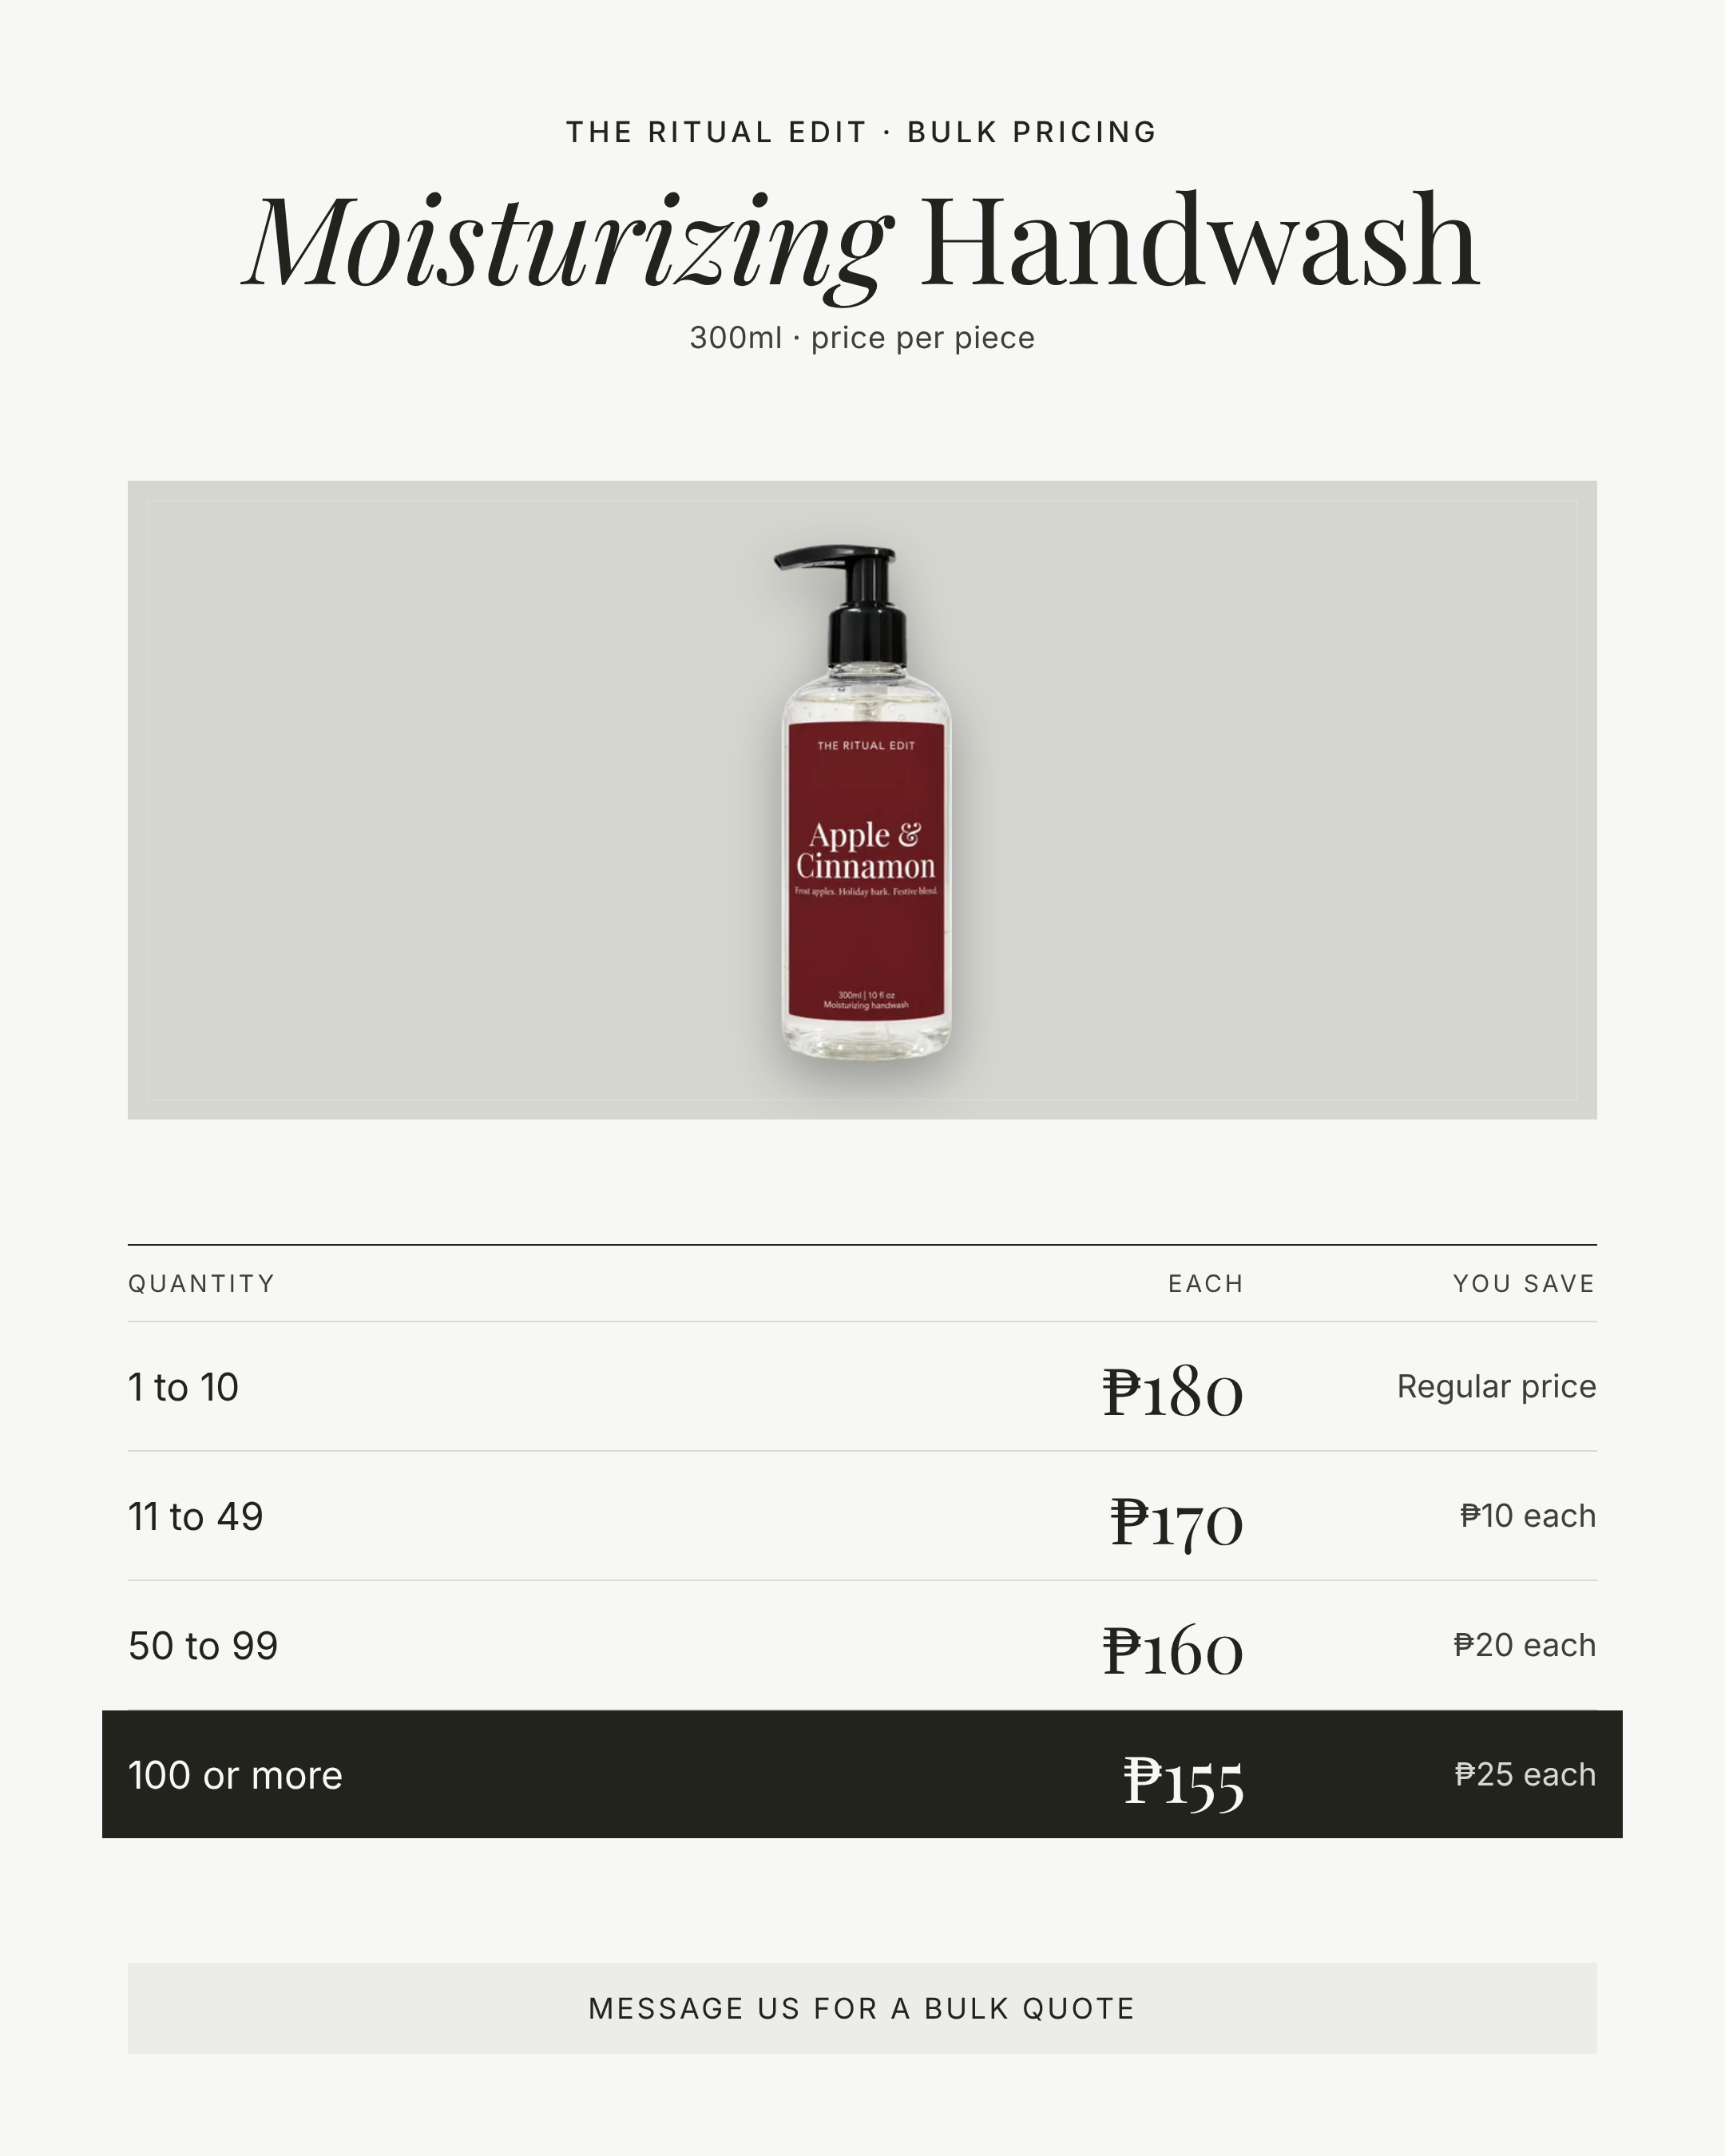 THE RITUAL EDIT · BULK PRICING
Moisturizing Handwash
300ml · price per piece
THE RITUAL EDIT
Apple &
Cinnamon
Frost apples. Holiday bark. Festive blend.
300ml | 10 fl oz
Moisturizing handwash
QUANTITY EACH YOU SAVE
1 to 10 ₱180 Regular price
11 to 49 ₱170 ₱10 each
50 to 99 ₱160 ₱20 each
100 or more ₱155 ₱25 each
MESSAGE US FOR A BULK QUOTE